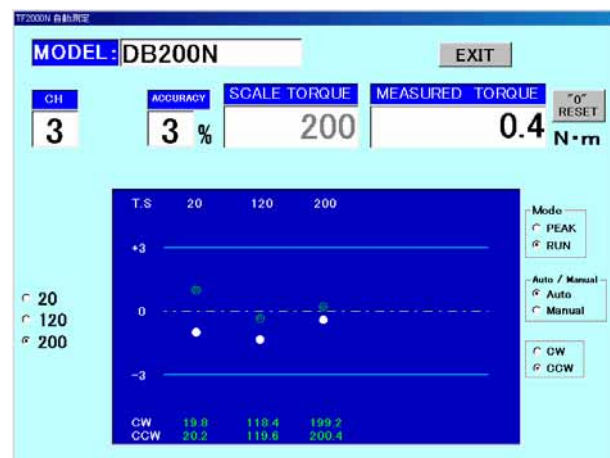 TF2000N 自動測定
MODEL: DB200N
EXIT
CH
ACCURACY
SCALE TORQUE
MEASURED TORQUE
"0" RESET
3
3 %
200
0.4
N・m
T.S 20 120 200
+3
0
-3
CW 19.8 118.4 199.2
CCW 20.2 119.6 200.4
20
120
200
Mode
PEAK
RUN
Auto / Manual
Auto
Manual
CW
CCW